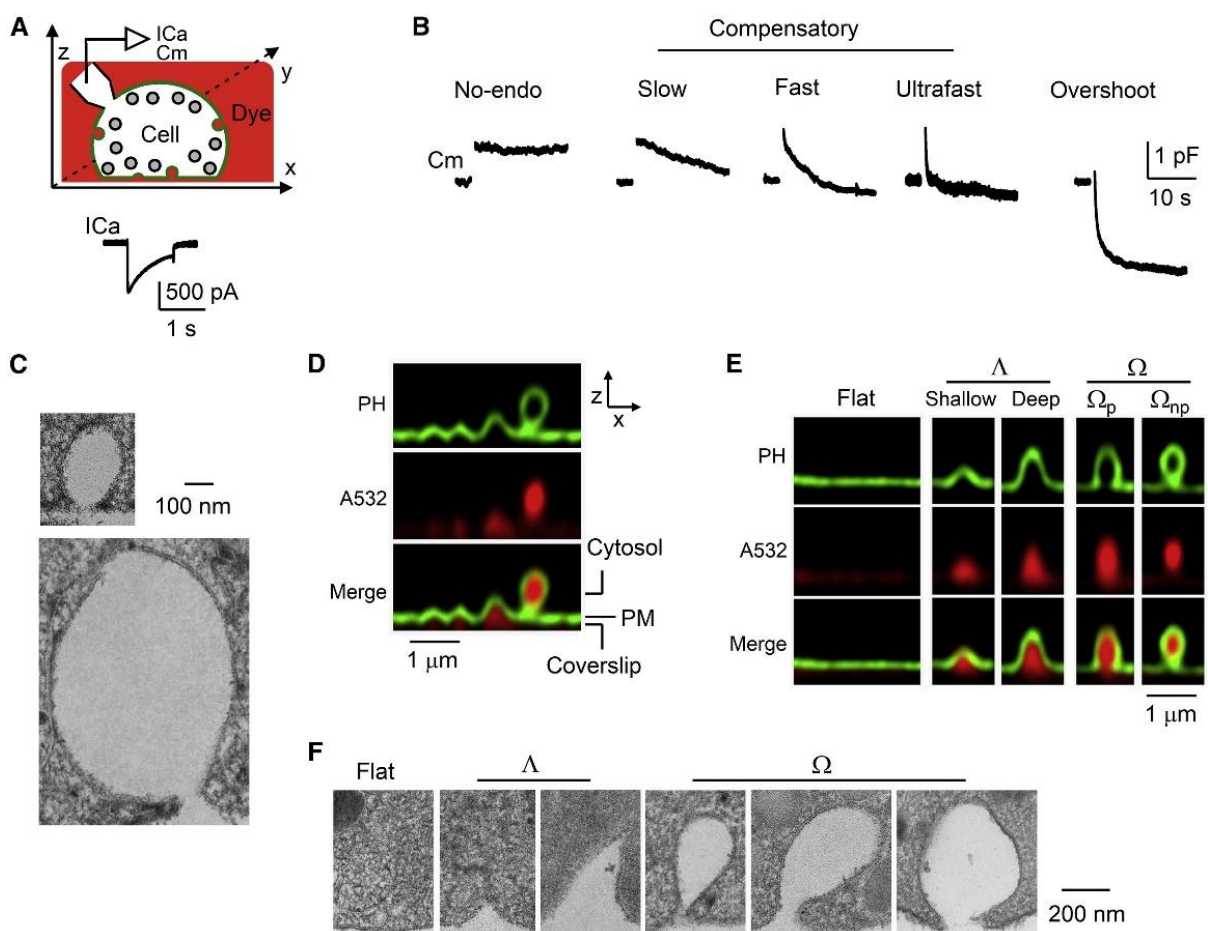 A
ICa
Cm
z
y
Dye
Cell
x
ICa
500 pA
1 s
B
Compensatory
No-endo Slow Fast Ultrafast Overshoot
Cm
1 pF
10 s
C
100 nm
D
PH
z
x
A532
Merge
Cytosol
PM
Coverslip
1 μm
E
Λ Ω
Flat Shallow Deep Ωp Ωnp
PH
A532
Merge
1 μm
F
Flat Λ Ω
200 nm